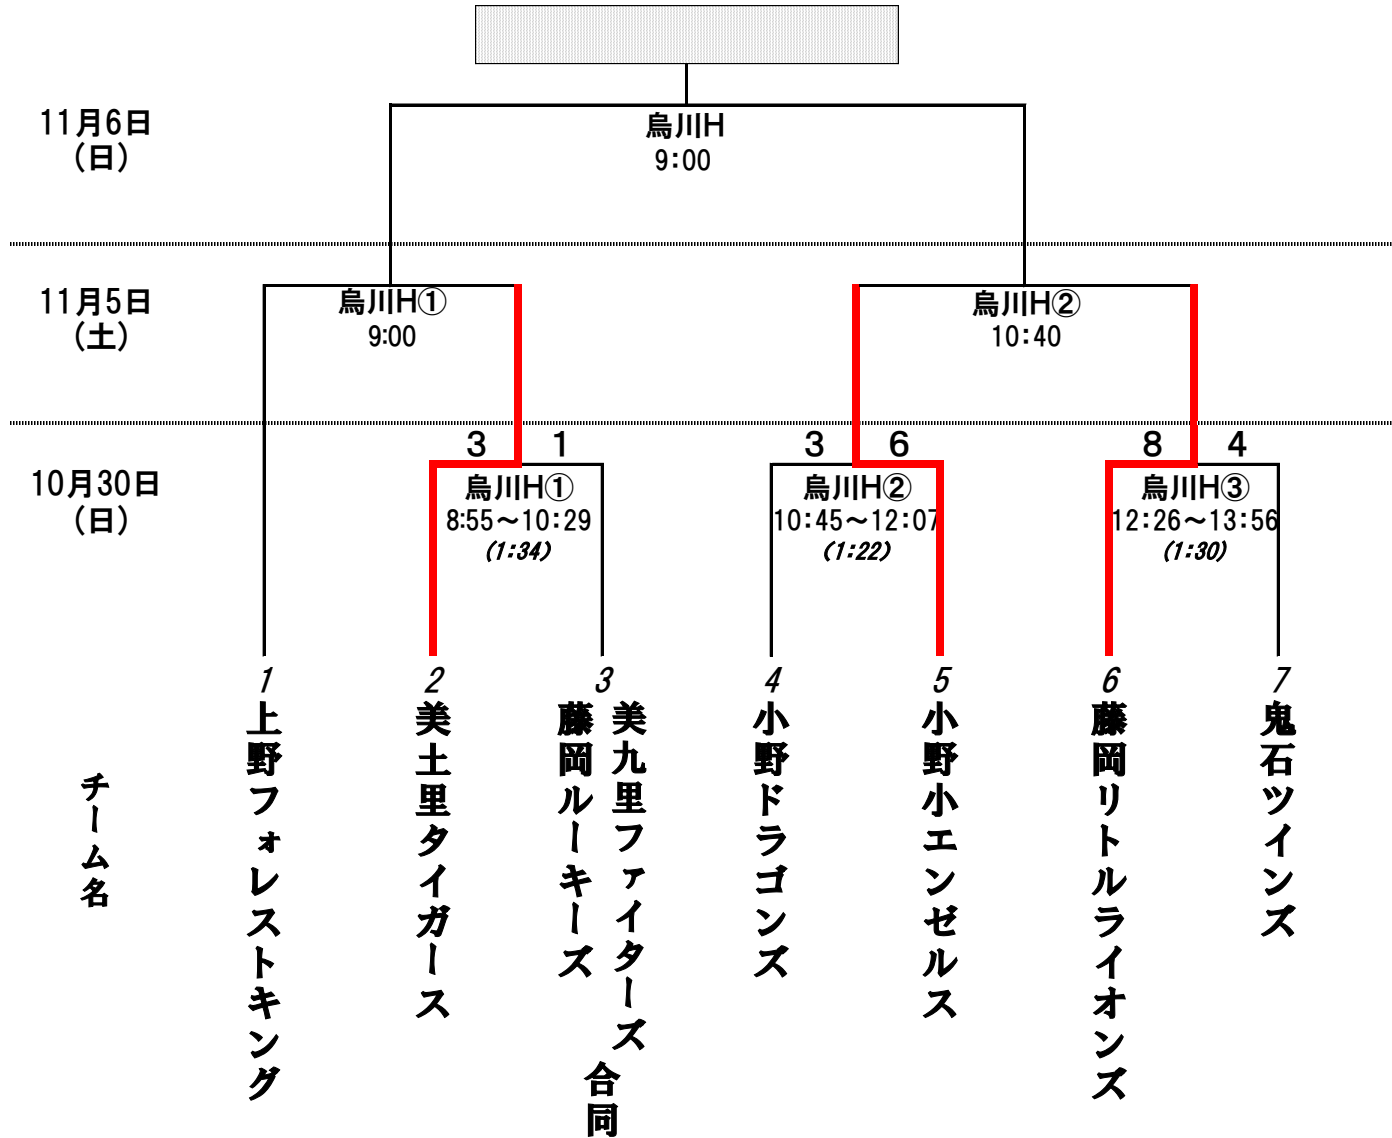 11月6日
(日)
烏川H
9:00
11月5日
(土)
烏川H①
9:00
烏川H②
10:40
10月30日
(日)
3 1
烏川H①
8:55～10:29
(1:34)
3 6
烏川H②
10:45～12:07
(1:22)
8 4
烏川H③
12:26～13:56
(1:30)
チーム名
1
上野フォレストキング
2
美土里タイガース
3
美九里ファイターズ
藤岡ルーキーズ
合同
4
小野ドラゴンズ
5
小野小エンゼルス
6
藤岡リトルライオンズ
7
鬼石ツインズ